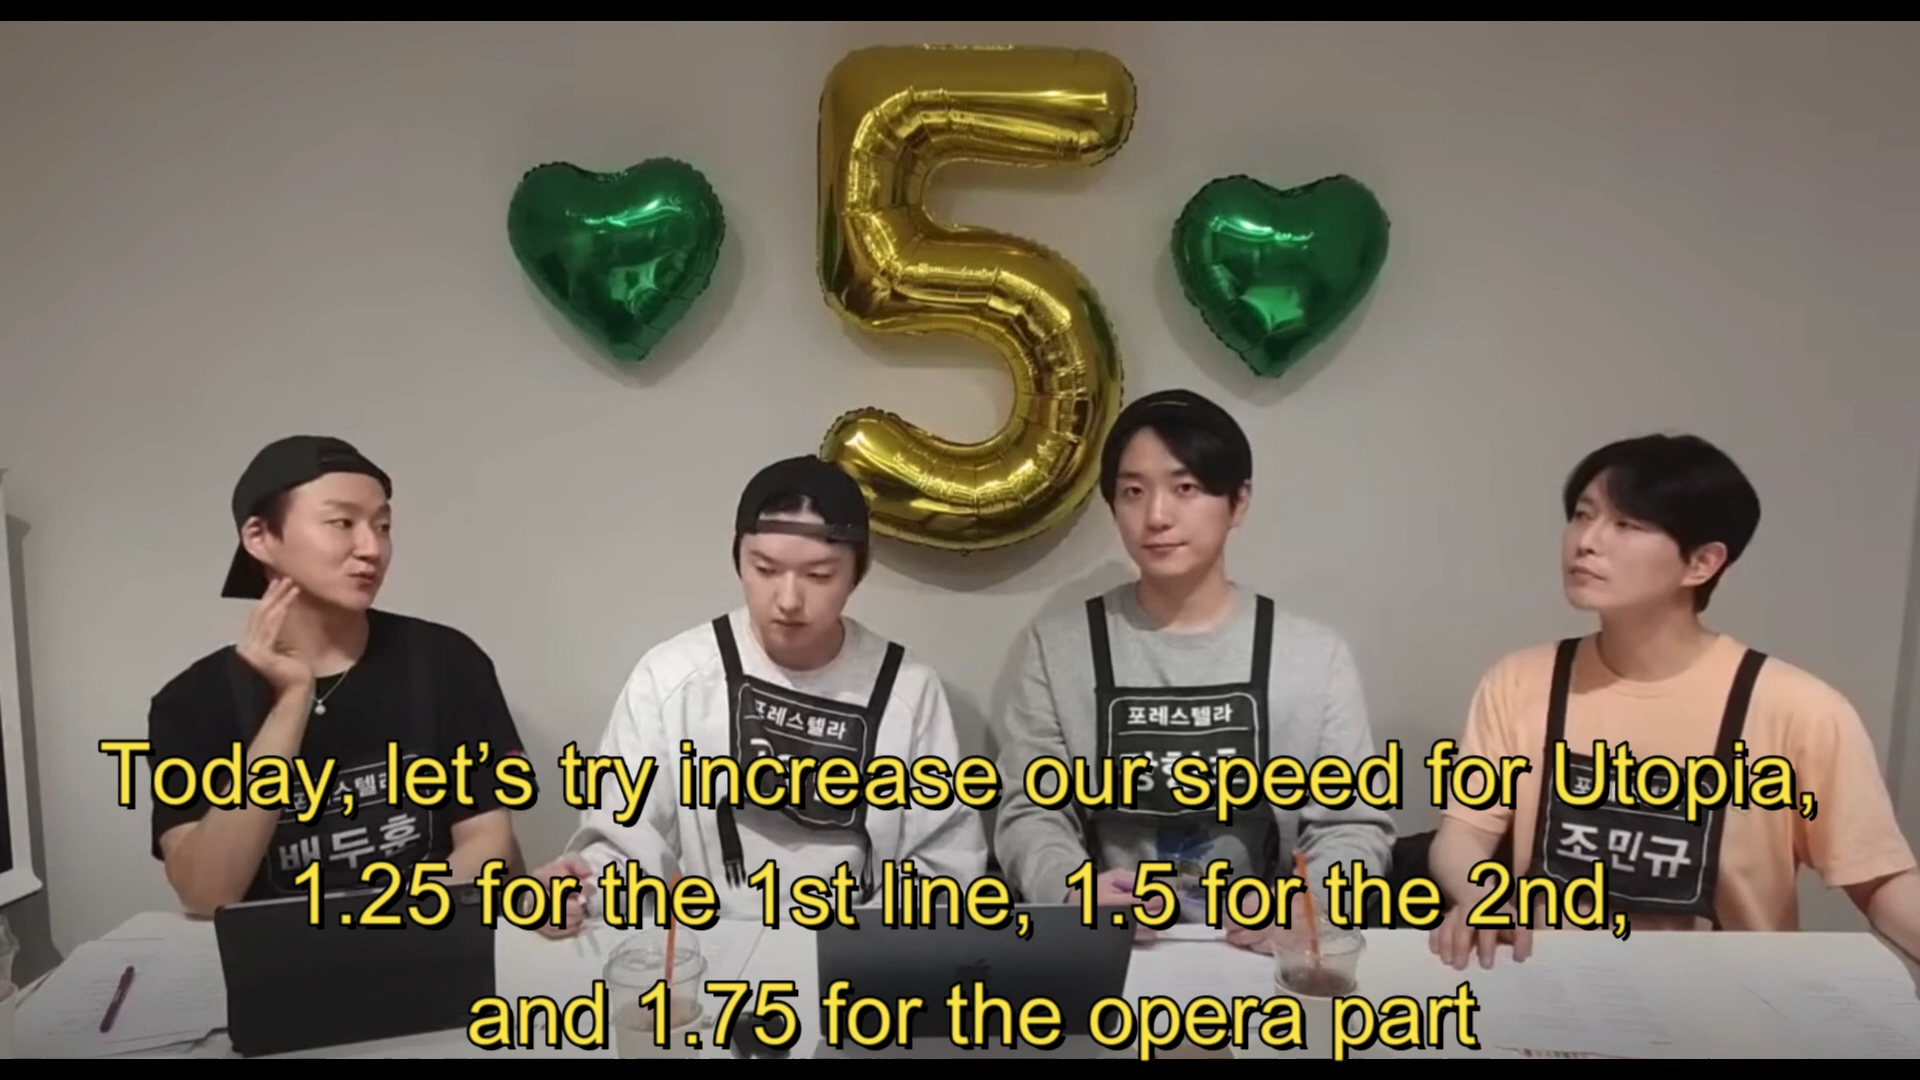 5
포레스텔라
포레스텔라
배두훈
조민규
Today, let’s try increase our speed for Utopia,
1.25 for the 1st line, 1.5 for the 2nd,
and 1.75 for the opera part